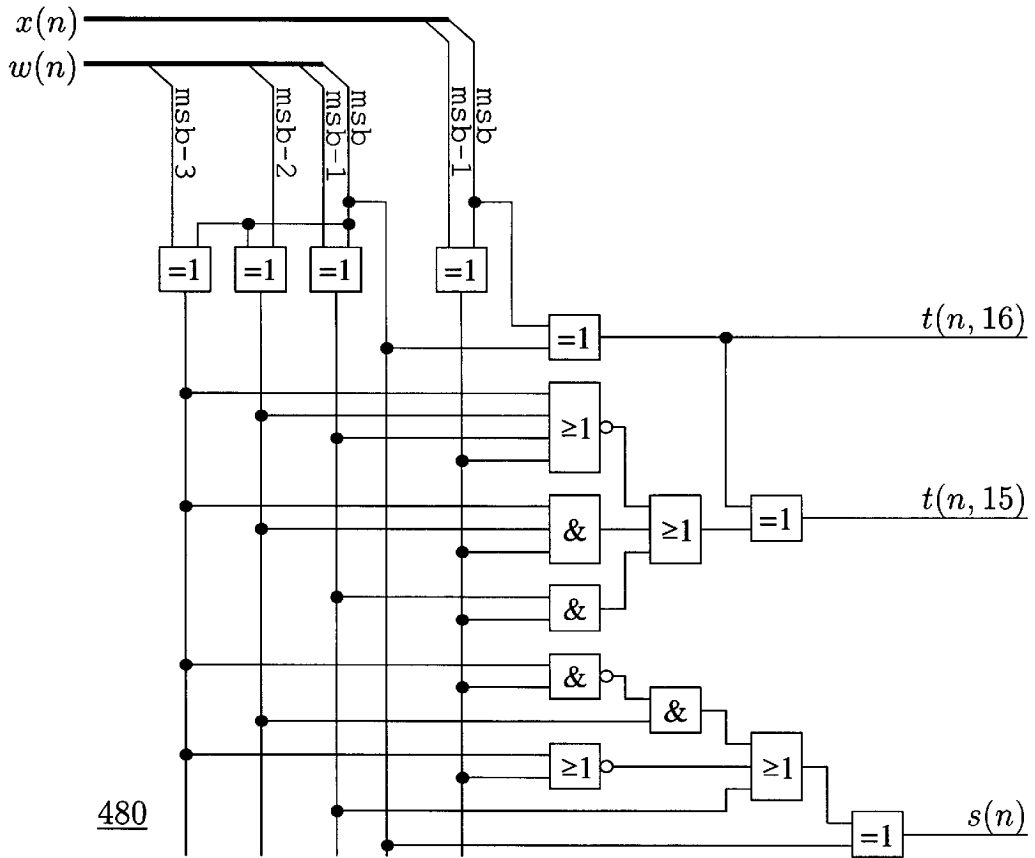 x(n)
w(n)
msb-3
msb-2
msb-1
msb
msb-1
msb
=1 =1 =1 =1
=1
t(n, 16)
≥1
&
≥1
=1
t(n, 15)
&
&
&
≥1
≥1
=1
s(n)
480